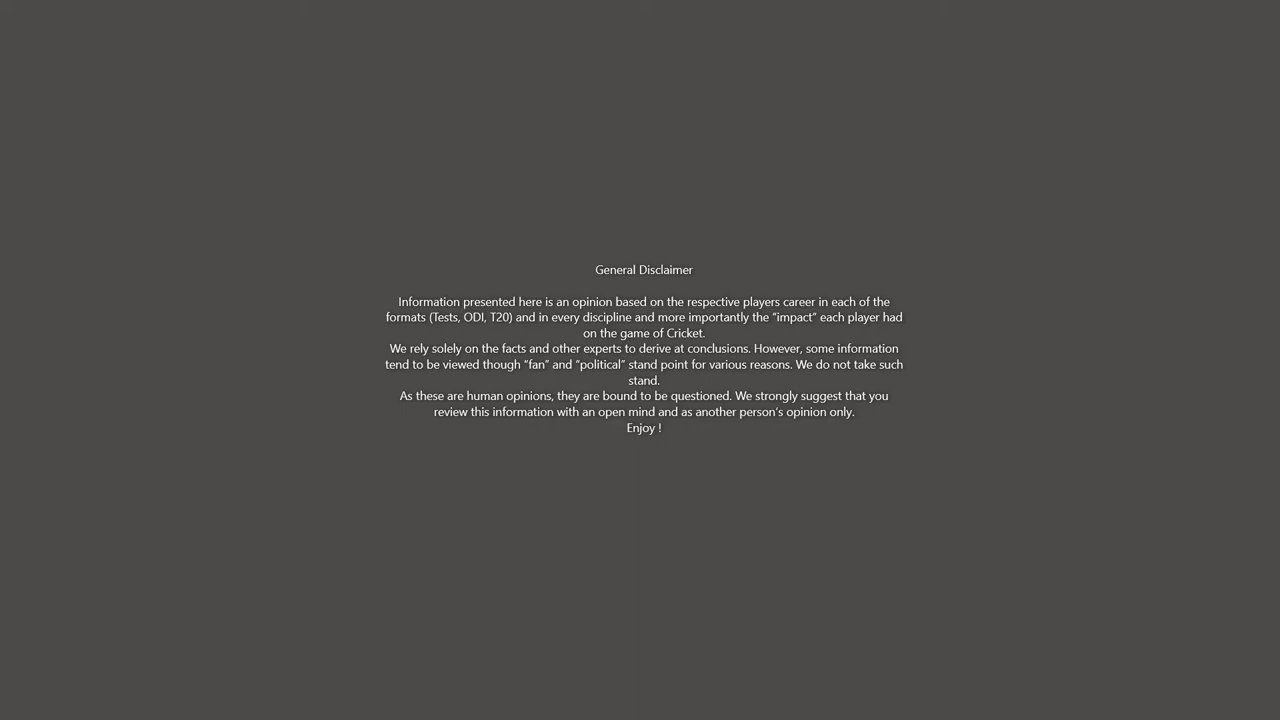 General Disclaimer
Information presented here is an opinion based on the respective players career in each of the
formats (Tests, ODI, T20) and in every discipline and more importantly the “impact” each player had
on the game of Cricket.
We rely solely on the facts and other experts to derive at conclusions. However, some information
tend to be viewed though “fan” and “political” stand point for various reasons. We do not take such
stand.
As these are human opinions, they are bound to be questioned. We strongly suggest that you
review this information with an open mind and as another person’s opinion only.
Enjoy !